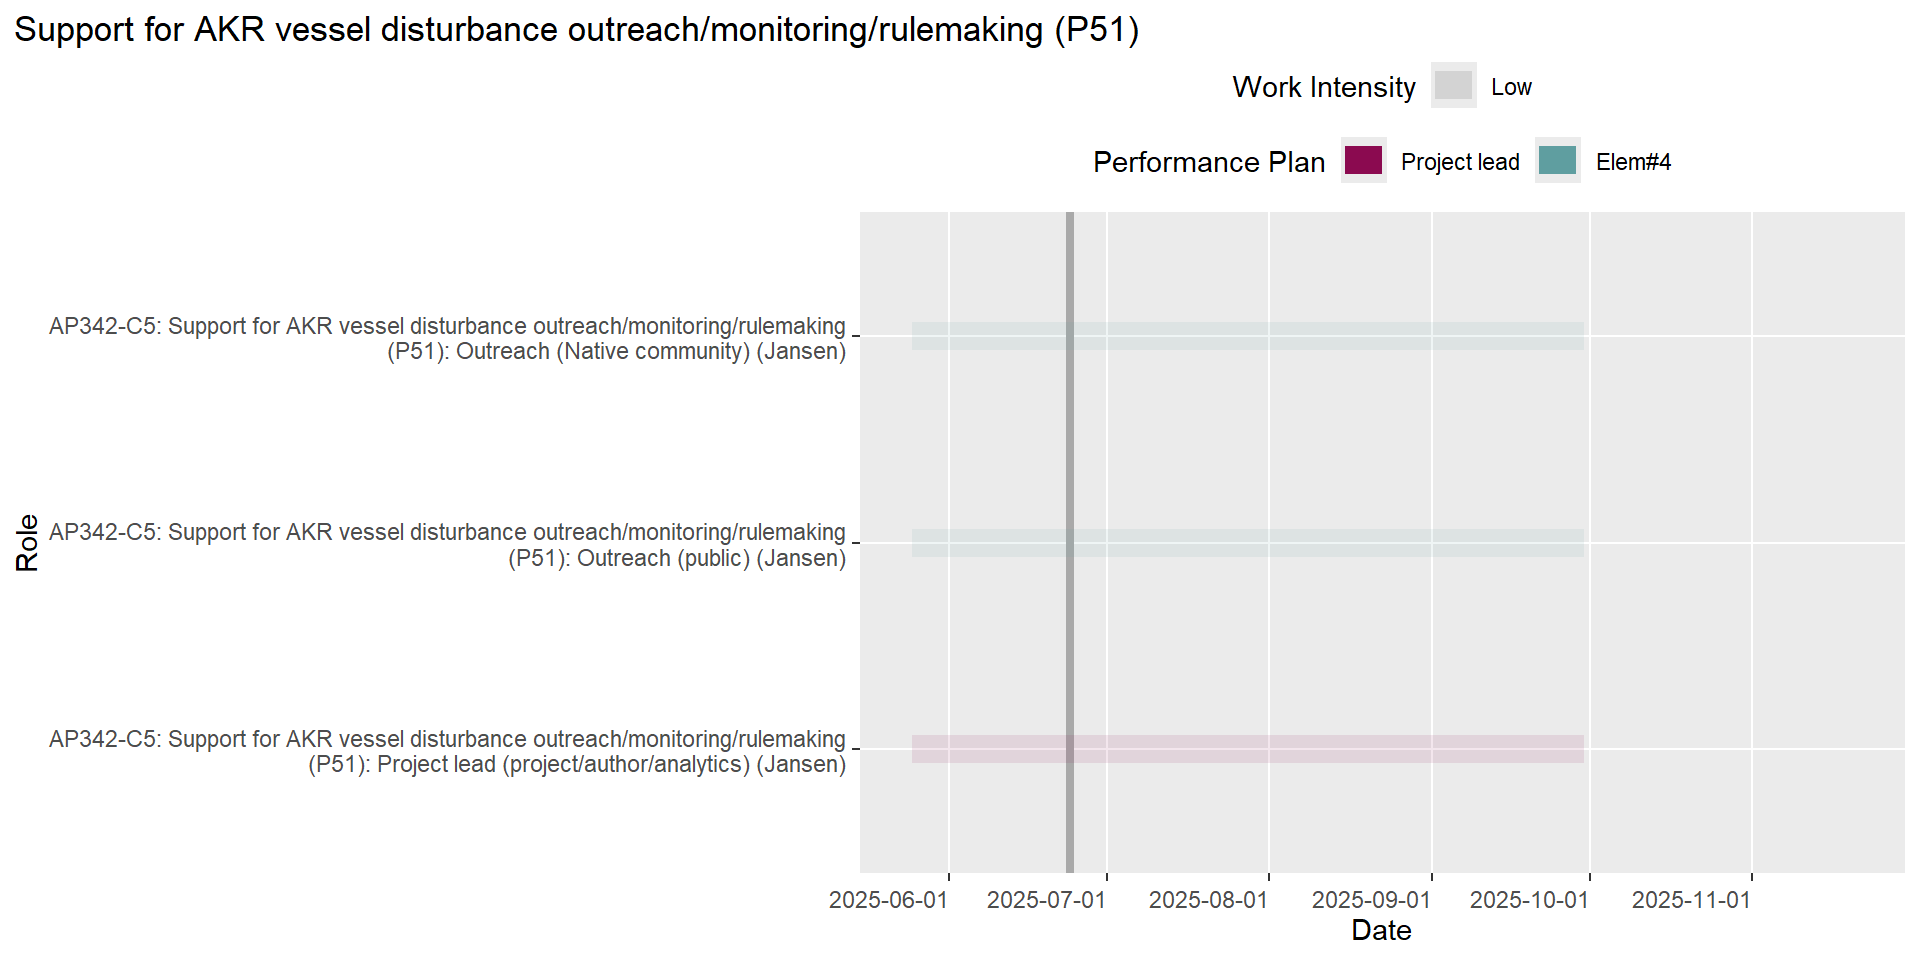 Support for AKR vessel disturbance outreach/monitoring/rulemaking (P51)
Work Intensity Low
Performance Plan Project lead Elem#4
Role
AP342-C5: Support for AKR vessel disturbance outreach/monitoring/rulemaking
(P51): Outreach (Native community) (Jansen)
AP342-C5: Support for AKR vessel disturbance outreach/monitoring/rulemaking
(P51): Outreach (public) (Jansen)
AP342-C5: Support for AKR vessel disturbance outreach/monitoring/rulemaking
(P51): Project lead (project/author/analytics) (Jansen)
2025-06-01 2025-07-01 2025-08-01 2025-09-01 2025-10-01 2025-11-01
Date